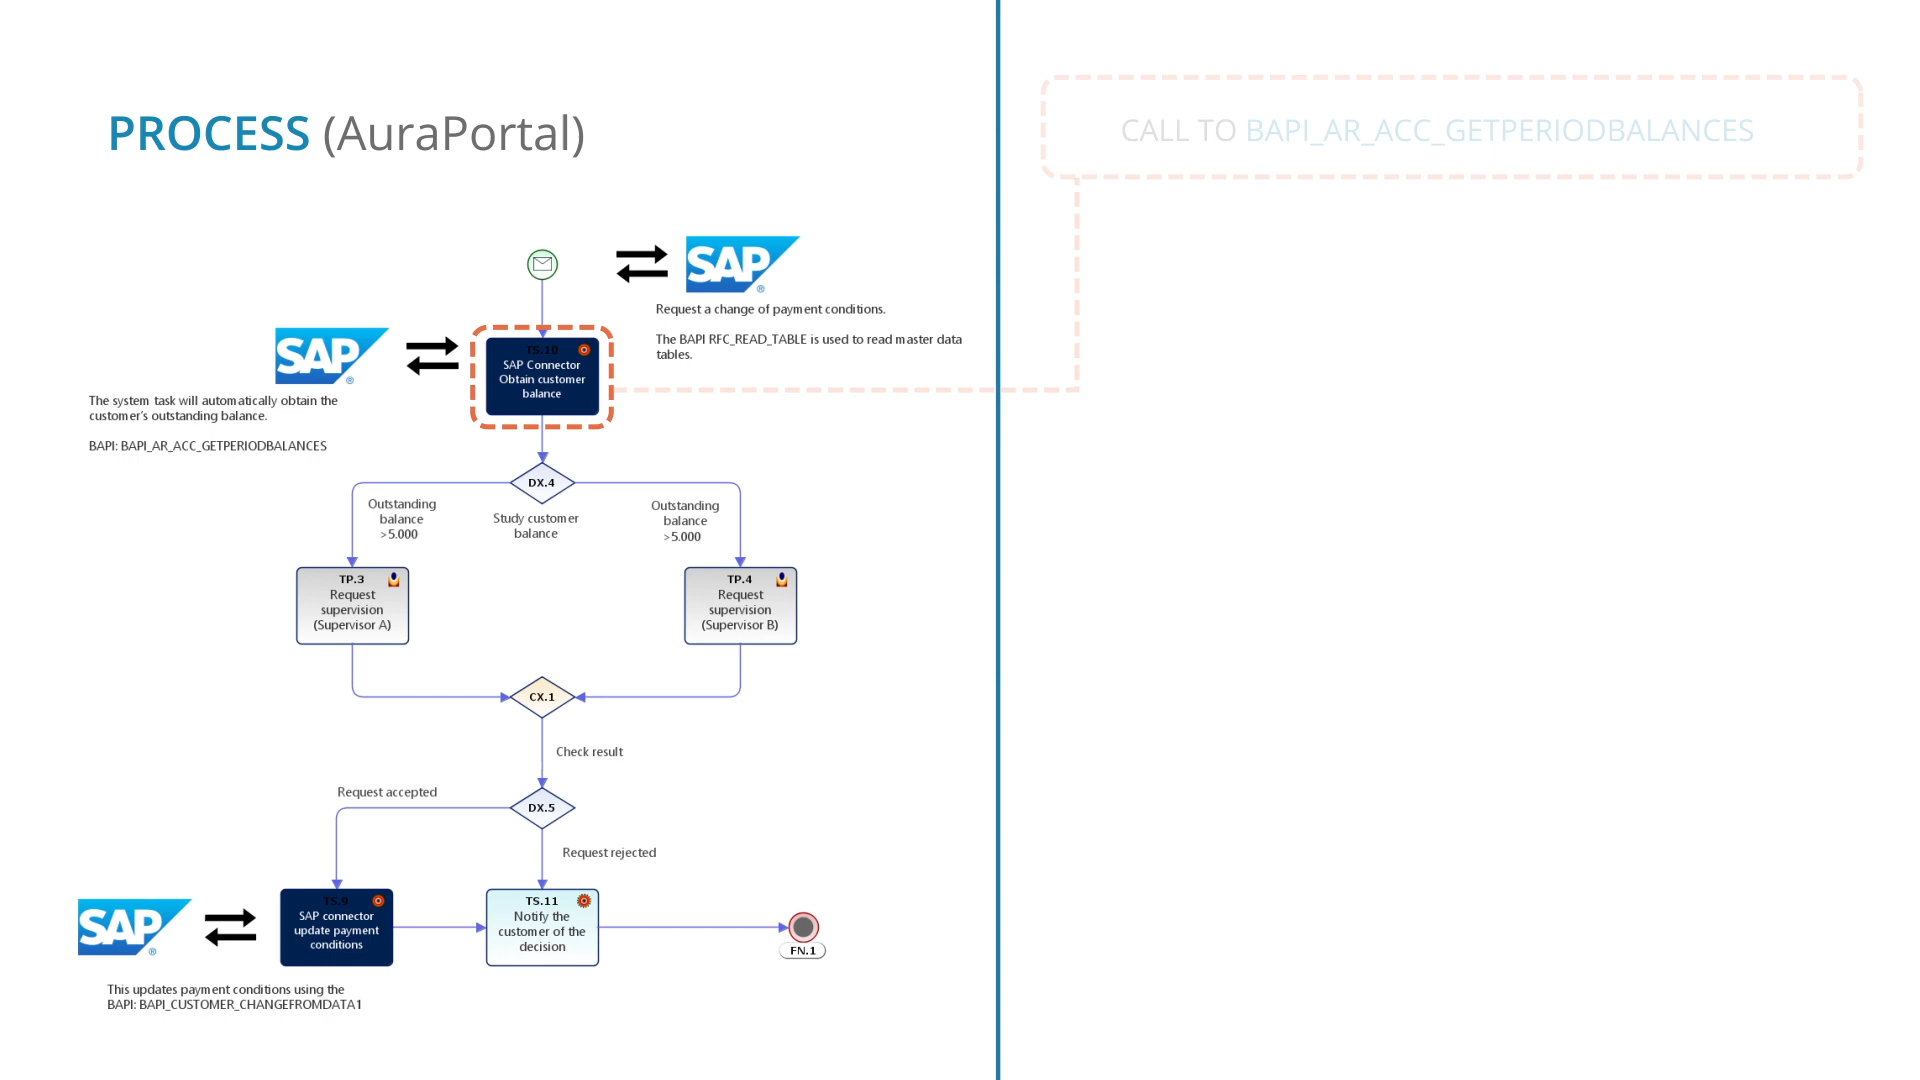 PROCESS (AuraPortal)
CALL TO BAPI_AR_ACC_GETPERIODBALANCES
SAP
®
Request a change of payment conditions.
The BAPI RFC_READ_TABLE is used to read master data
tables.
SAP
®
The system task will automatically obtain the
customer's outstanding balance.
BAPI: BAPI_AR_ACC_GETPERIODBALANCES
TS.10
SAP Connector
Obtain customer
balance
DX.4
Study customer
balance
Outstanding
balance
>5.000
Outstanding
balance
>5.000
TP.3
Request
supervision
(Supervisor A)
TP.4
Request
supervision
(Supervisor B)
CX.1
Check result
Request accepted
DX.5
Request rejected
SAP
®
TS.9
SAP connector
update payment
conditions
TS.11
Notify the
customer of the
decision
FN.1
This updates payment conditions using the
BAPI: BAPI_CUSTOMER_CHANGEFROMDATA1